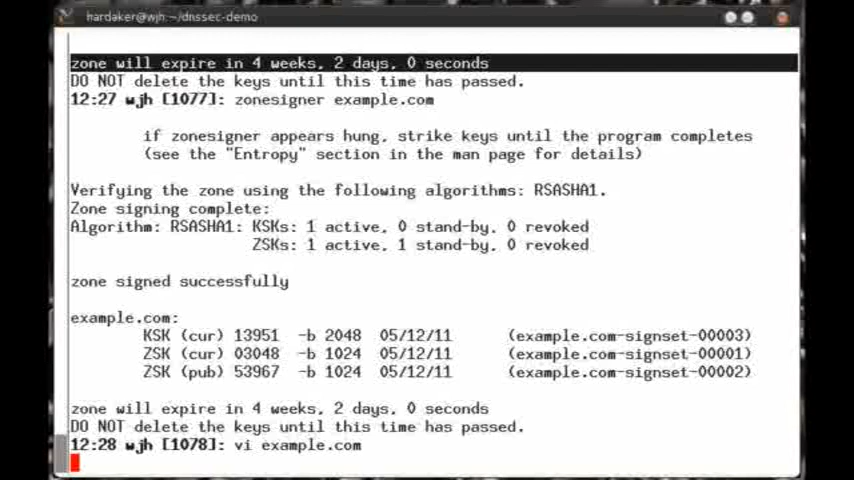 hardaker@wjh:~/dnssec-demo
zone will expire in 4 weeks, 2 days, 0 seconds
DO NOT delete the keys until this time has passed.
12:27 wjh [1077]: zonesigner example.com
if zonesigner appears hung, strike keys until the program completes
(see the "Entropy" section in the man page for details)
Verifying the zone using the following algorithms: RSASHA1.
Zone signing complete:
Algorithm: RSASHA1: KSKs: 1 active, 0 stand-by, 0 revoked
ZSKs: 1 active, 1 stand-by, 0 revoked
zone signed successfully
example.com:
KSK (cur) 13951 -b 2048 05/12/11 (example.com-signset-00003)
ZSK (cur) 03048 -b 1024 05/12/11 (example.com-signset-00001)
ZSK (pub) 53967 -b 1024 05/12/11 (example.com-signset-00002)
zone will expire in 4 weeks, 2 days, 0 seconds
DO NOT delete the keys until this time has passed.
12:28 wjh [1078]: vi example.com